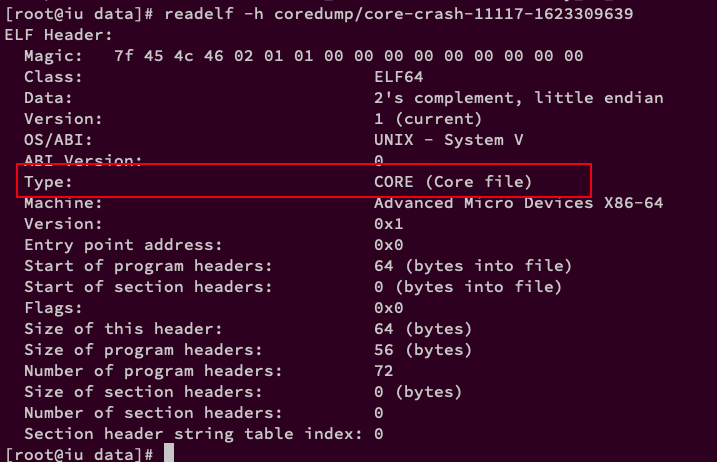 [root@iu data]# readelf -h coredump/core-crash-11117-1623309639
ELF Header:
  Magic:   7f 45 4c 46 02 01 01 00 00 00 00 00 00 00 00 00
  Class:                             ELF64
  Data:                              2's complement, little endian
  Version:                           1 (current)
  OS/ABI:                            UNIX - System V
  ABI Version:                       0
  Type:                              CORE (Core file)
  Machine:                           Advanced Micro Devices X86-64
  Version:                           0x1
  Entry point address:               0x0
  Start of program headers:          64 (bytes into file)
  Start of section headers:          0 (bytes into file)
  Flags:                             0x0
  Size of this header:               64 (bytes)
  Size of program headers:           56 (bytes)
  Number of program headers:         72
  Size of section headers:           0 (bytes)
  Number of section headers:         0
  Section header string table index: 0
[root@iu data]#